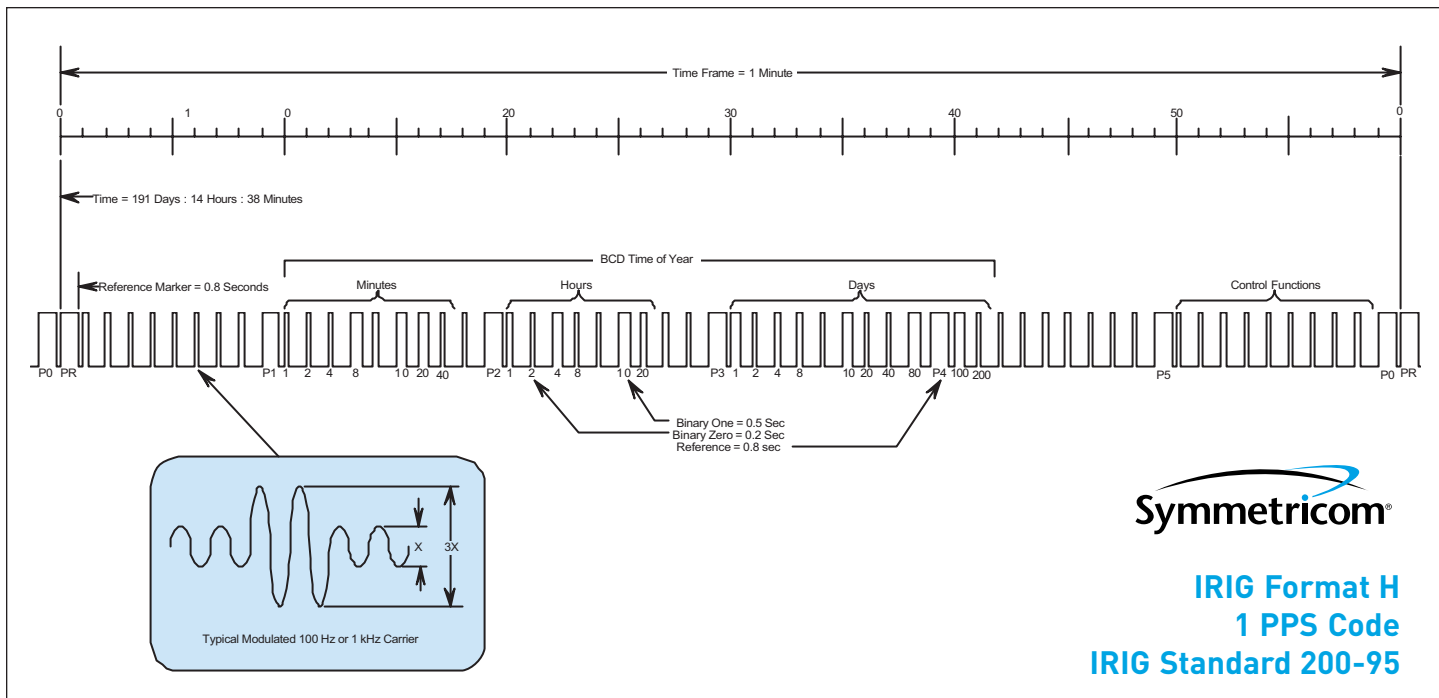 Time Frame = 1 Minute
0 1 0 20 30 40 50 0
Time = 191 Days : 14 Hours : 38 Minutes
BCD Time of Year
Reference Marker = 0.8 Seconds
Minutes Hours Days Control Functions
P0 PR P1 1 2 4 8 10 20 40 P2 1 2 4 8 10 20 P3 1 2 4 8 10 20 40 80 P4 100 200 P5 P0 PR
Binary One = 0.5 Sec
Binary Zero = 0.2 Sec
Reference = 0.8 sec
X 3X
Typical Modulated 100 Hz or 1 kHz Carrier
Symmetricom®
IRIG Format H
1 PPS Code
IRIG Standard 200-95